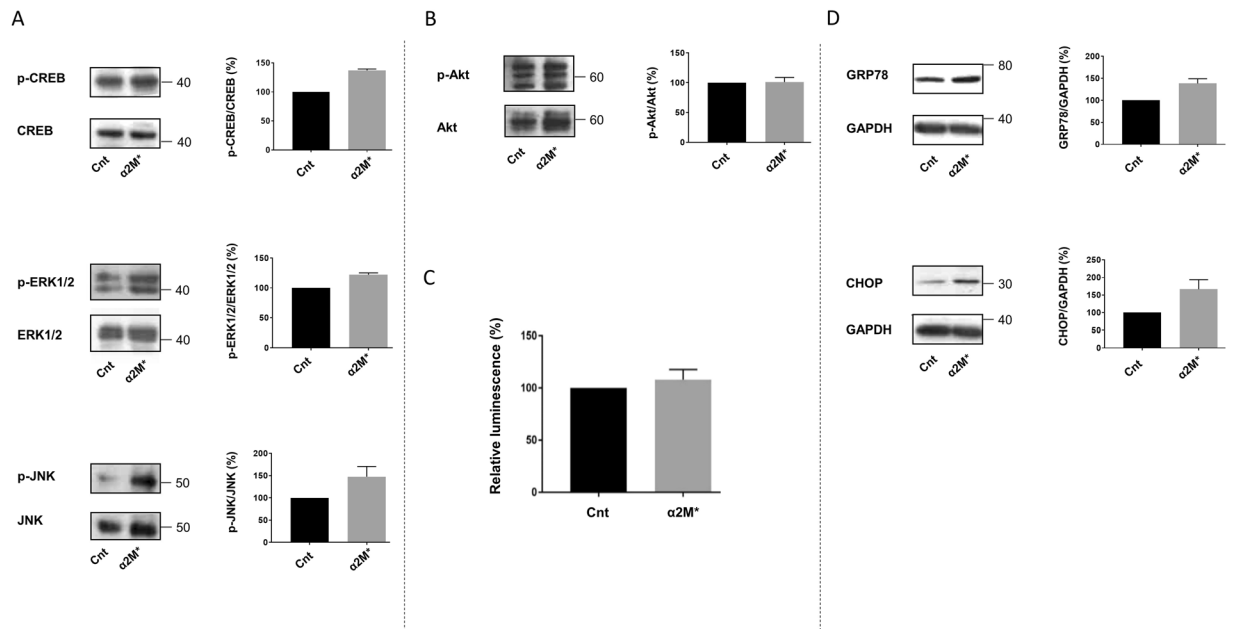 A
p-CREB
40
CREB
40
Cnt
α2M*
p-CREB/CREB (%)
150
100
50
0
Cnt
α2M*
p-ERK1/2
40
ERK1/2
40
Cnt
α2M*
p-ERK1/2/ERK1/2 (%)
150
100
50
0
Cnt
α2M*
p-JNK
50
JNK
50
Cnt
α2M*
p-JNK/JNK (%)
200
150
100
50
0
Cnt
α2M*
B
p-Akt
60
Akt
60
Cnt
α2M*
p-Akt/Akt (%)
150
100
50
0
Cnt
α2M*
C
Relative luminescence (%)
150
100
50
0
Cnt
α2M*
D
GRP78
80
GAPDH
40
Cnt
α2M*
GRP78/GAPDH (%)
200
150
100
50
0
Cnt
α2M*
CHOP
30
GAPDH
40
Cnt
α2M*
CHOP/GAPDH (%)
250
200
150
100
50
0
Cnt
α2M*